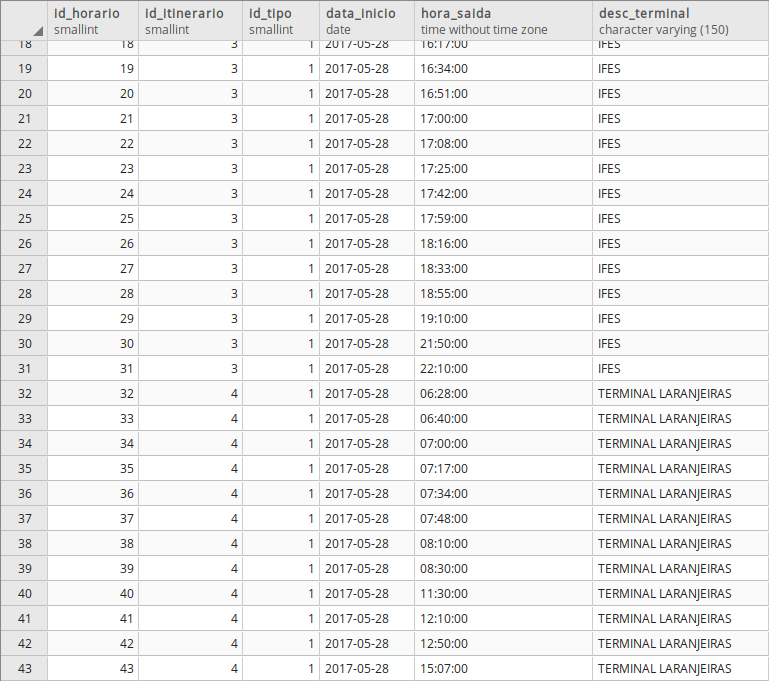 id_horario id_itinerario id_tipo data_inicio hora_saida desc_terminal
smallint smallint smallint date time without time zone character varying (150)
18 18 3 1 2017-05-28 16:17:00 IFES
19 19 3 1 2017-05-28 16:34:00 IFES
20 20 3 1 2017-05-28 16:51:00 IFES
21 21 3 1 2017-05-28 17:00:00 IFES
22 22 3 1 2017-05-28 17:08:00 IFES
23 23 3 1 2017-05-28 17:25:00 IFES
24 24 3 1 2017-05-28 17:42:00 IFES
25 25 3 1 2017-05-28 17:59:00 IFES
26 26 3 1 2017-05-28 18:16:00 IFES
27 27 3 1 2017-05-28 18:33:00 IFES
28 28 3 1 2017-05-28 18:55:00 IFES
29 29 3 1 2017-05-28 19:10:00 IFES
30 30 3 1 2017-05-28 21:50:00 IFES
31 31 3 1 2017-05-28 22:10:00 IFES
32 32 4 1 2017-05-28 06:28:00 TERMINAL LARANJEIRAS
33 33 4 1 2017-05-28 06:40:00 TERMINAL LARANJEIRAS
34 34 4 1 2017-05-28 07:00:00 TERMINAL LARANJEIRAS
35 35 4 1 2017-05-28 07:17:00 TERMINAL LARANJEIRAS
36 36 4 1 2017-05-28 07:34:00 TERMINAL LARANJEIRAS
37 37 4 1 2017-05-28 07:48:00 TERMINAL LARANJEIRAS
38 38 4 1 2017-05-28 08:10:00 TERMINAL LARANJEIRAS
39 39 4 1 2017-05-28 08:30:00 TERMINAL LARANJEIRAS
40 40 4 1 2017-05-28 11:30:00 TERMINAL LARANJEIRAS
41 41 4 1 2017-05-28 12:10:00 TERMINAL LARANJEIRAS
42 42 4 1 2017-05-28 12:50:00 TERMINAL LARANJEIRAS
43 43 4 1 2017-05-28 15:07:00 TERMINAL LARANJEIRAS